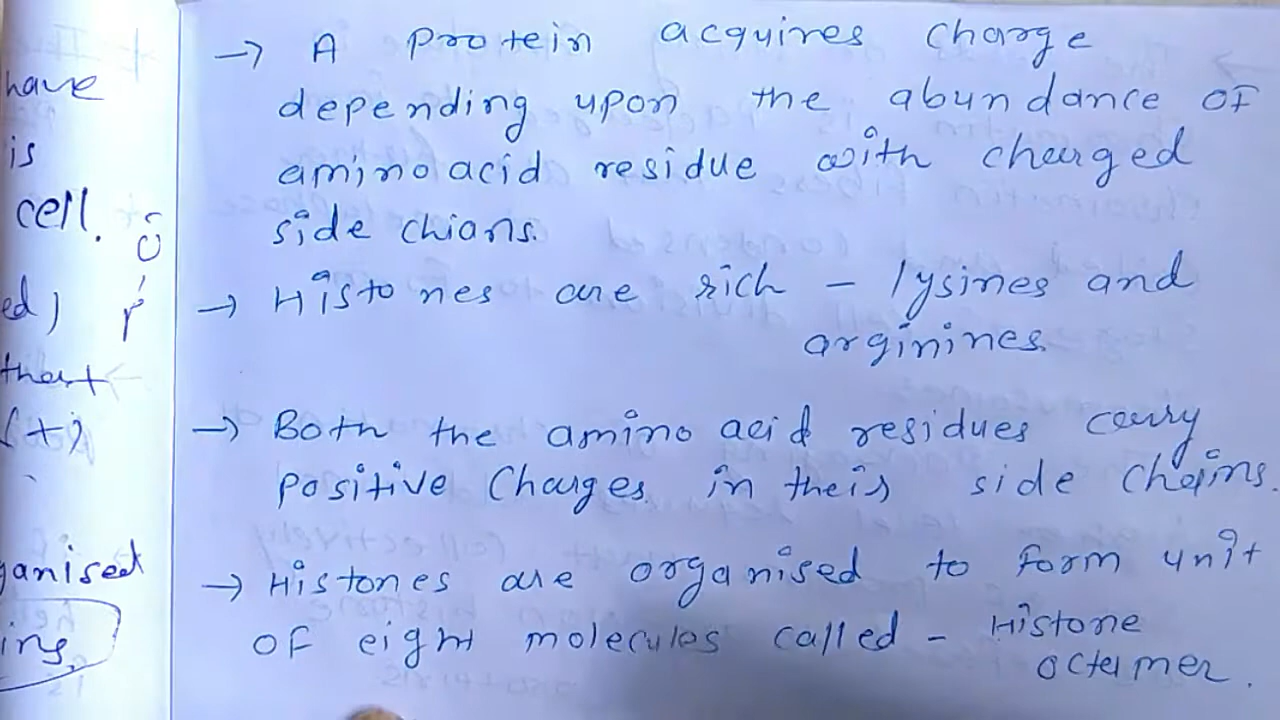 have
is
cell.
ed)
that
(+)
ganised
ing,
→ A protein acquires charge
depending upon the abundance OF
amino acid residue with charged
side chians.
→ Histones are rich - lysines and
arginines.
→ Both the amino acid residues carry
positive Charges in their side Chains.
→ Histones are organised to form unit
OF eight molecules called - Histone
octamer.